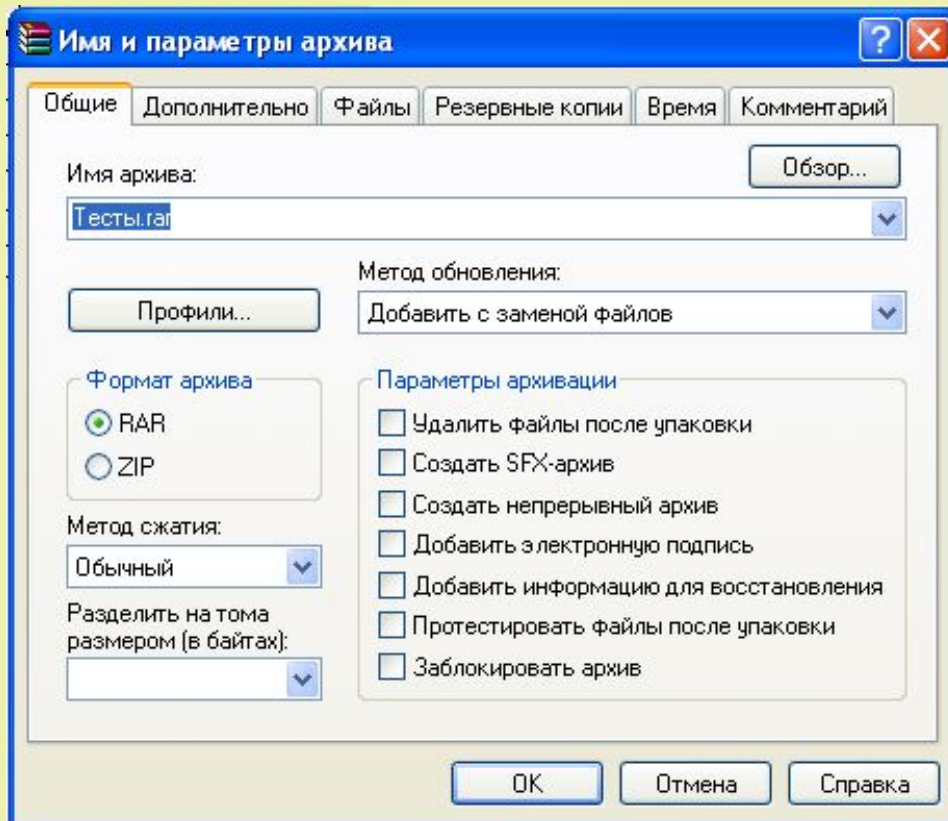 Имя и параметры архива
Общие Дополнительно Файлы Резервные копии Время Комментарий
Обзор...
Имя архива:
Тесты.rar
Метод обновления:
Профили...
Добавить с заменой файлов
Формат архива
RAR
ZIP
Метод сжатия:
Обычный
Разделить на тома
размером (в байтах):
Параметры архивации
Удалить файлы после упаковки
Создать SFX-архив
Создать непрерывный архив
Добавить электронную подпись
Добавить информацию для восстановления
Протестировать файлы после упаковки
Заблокировать архив
OK Отмена Справка